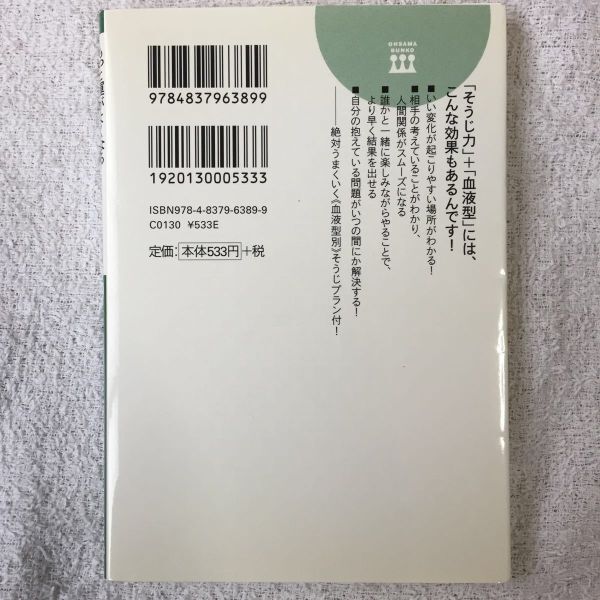 OHSAMA
BUNKO
「そうじ力」+「血液型」には、
こんな効果もあるんです!
■いい変化が起こりやすい場所がわかる!
■相手の考えていることがわかり、
人間関係がスムーズになる
■誰かと一緒に楽しみながらやることで、
より早く結果を出せる
■自分の抱えている問題がいつの間にか解決する!
――絶対うまくいく《血液型別》そうじプラン付!
9784837963899
1920130005333
ISBN978-4-8379-6389-9
C0130 ¥533E
定価:本体533円+税